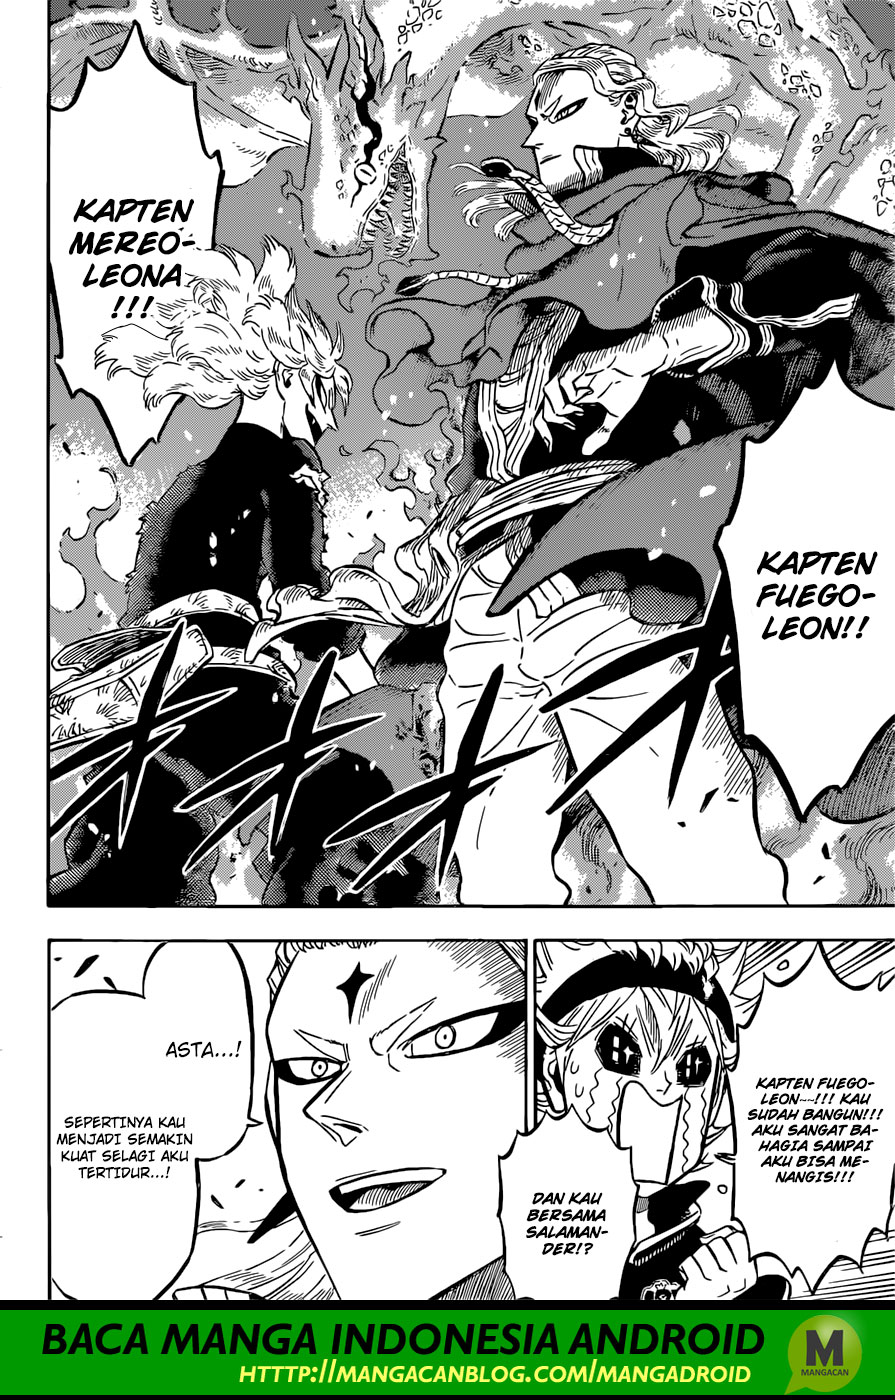 KAPTEN
FUEGO-
LEON!!
KAPTEN
MEREO-
LEONA
!!!
KAPTEN FUEGO-
LEON~~!!! KAU
SUDAH BANGUN!!!
AKU SANGAT BA-
HAGIA SAMPAI
AKU BISA ME-
NANGIS!!!
DAN KAU
BERSAMA
SALAMAN-
DER!?
ASTA...!
SEPERTINYA KAU
MENJADI SEMAKIN
KUAT SELAGI AKU
TERTIDUR...!
BACA MANGA INDONESIA ANDROID
HTTTP://MANGACANBLOG.COM/MANGADROID
M
MANGACAN